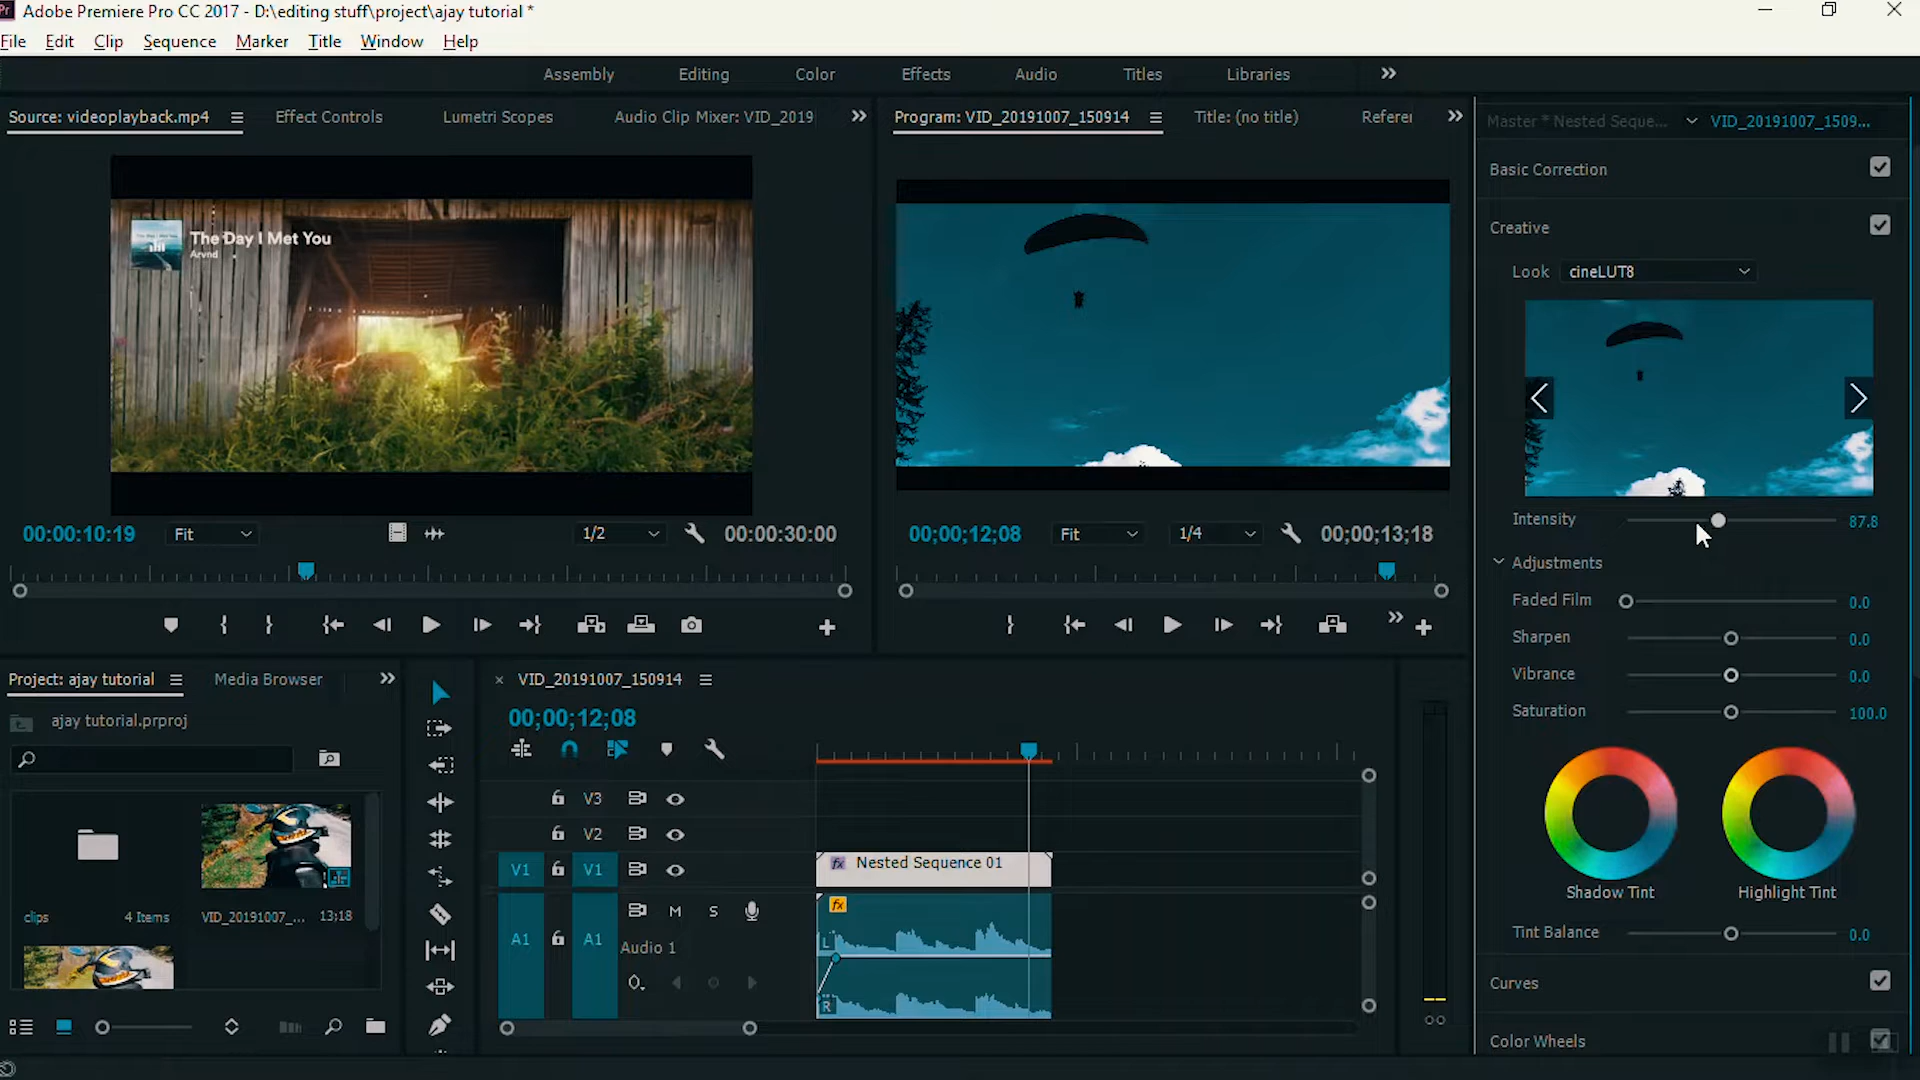 Pr Adobe Premiere Pro CC 2017 - D:\editing stuff\project\ajay tutorial *
File Edit Clip Sequence Marker Title Window Help
Assembly Editing Color Effects Audio Titles Libraries
Source: videoplayback.mp4 Effect Controls Lumetri Scopes Audio Clip Mixer: VID_2019
The Day I Met You
Arvnd
00:00:10:19 Fit 1/2 00:00:30:00
Program: VID_20191007_150914 Title: (no title) Referen
00;00;12;08 Fit 1/4 00;00;13;18
Master * Nested Seque... VID_20191007_1509...
Basic Correction
Creative
Look cineLUT8
Intensity 87.8
Adjustments
Faded Film 0.0
Sharpen 0.0
Vibrance 0.0
Saturation 100.0
Shadow Tint Highlight Tint
Tint Balance 0.0
Curves
Color Wheels
Project: ajay tutorial Media Browser
ajay tutorial.prproj
clips 4 Items VID_20191007_... 13;18
× VID_20191007_150914
00;00;12;08
V3
V2
V1 V1 fx Nested Sequence 01
M S fx
A1 A1 Audio 1 L
R